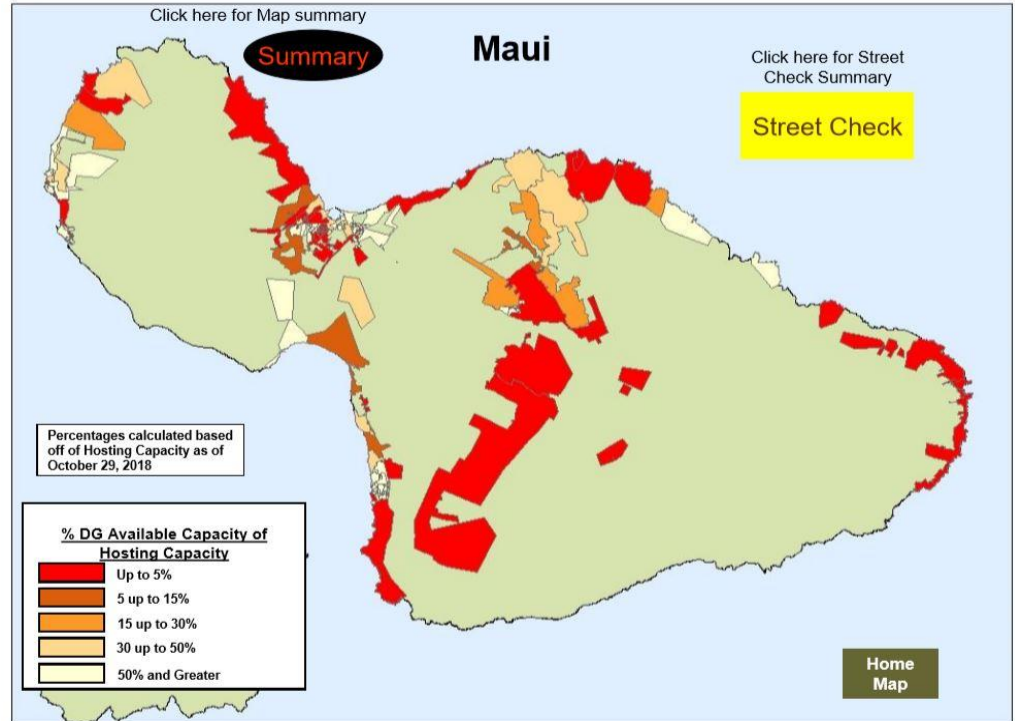 Click here for Map summary
Summary
Maui
Click here for Street
Check Summary
Street Check
Percentages calculated based
off of Hosting Capacity as of
October 29, 2018
% DG Available Capacity of
Hosting Capacity
Up to 5%
5 up to 15%
15 up to 30%
30 up to 50%
50% and Greater
Home
Map